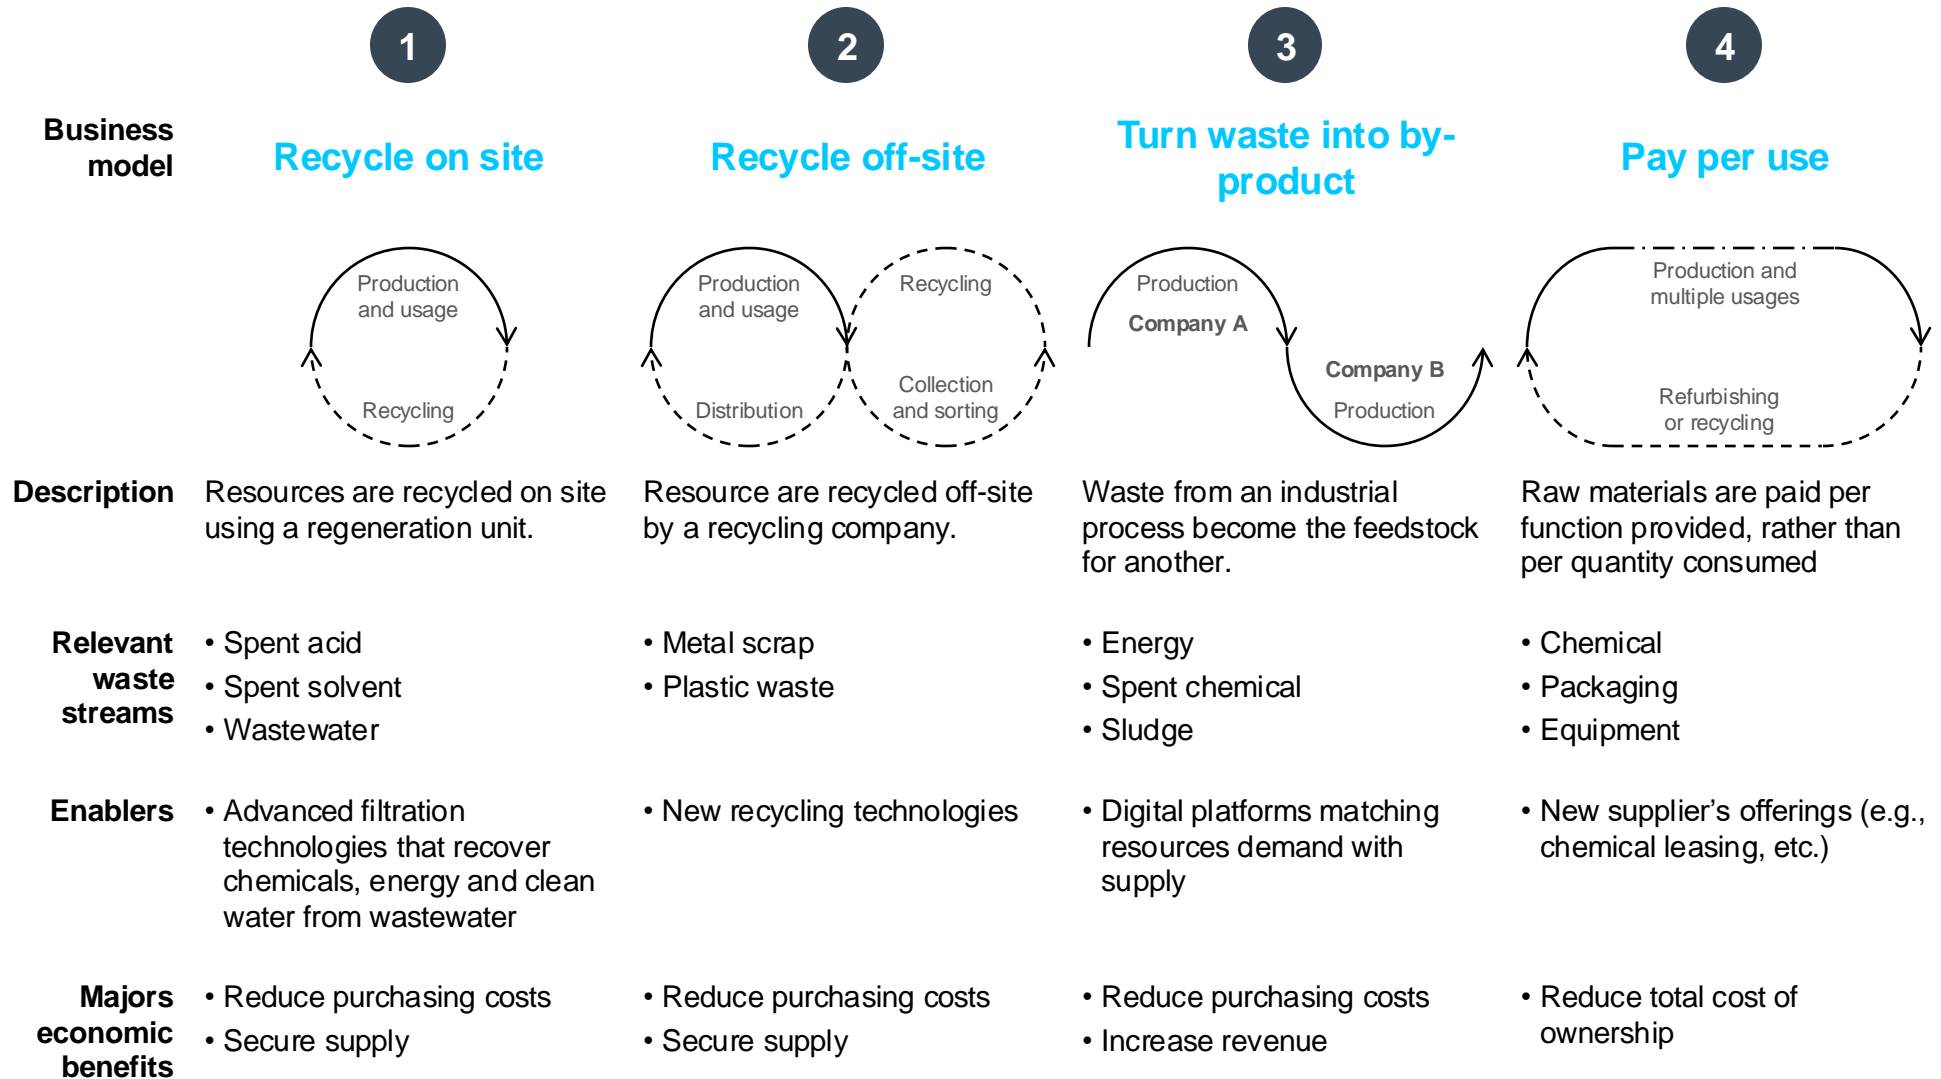 1
2
3
4
Business
model
Recycle on site
Recycle off-site
Turn waste into by-
product
Pay per use
Production
and usage
Recycling
Production
and usage
Distribution
Recycling
Collection
and sorting
Production
Company A
Company B
Production
Production and
multiple usages
Refurbishing
or recycling
Description
Resources are recycled on site
using a regeneration unit.
Resource are recycled off-site
by a recycling company.
Waste from an industrial
process become the feedstock
for another.
Raw materials are paid per
function provided, rather than
per quantity consumed
Relevant
waste
streams
• Spent acid
• Spent solvent
• Wastewater
• Metal scrap
• Plastic waste
• Energy
• Spent chemical
• Sludge
• Chemical
• Packaging
• Equipment
Enablers
• Advanced filtration
technologies that recover
chemicals, energy and clean
water from wastewater
• New recycling technologies
• Digital platforms matching
resources demand with
supply
• New supplier’s offerings (e.g.,
chemical leasing, etc.)
Majors
economic
benefits
• Reduce purchasing costs
• Secure supply
• Reduce purchasing costs
• Secure supply
• Reduce purchasing costs
• Increase revenue
• Reduce total cost of
ownership